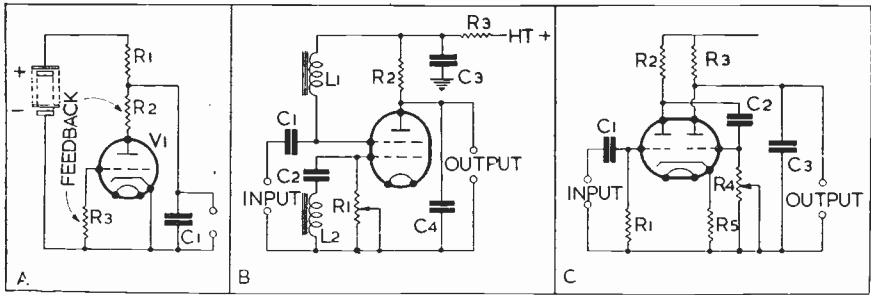 +
−
R1
R2
V1
FEEDBACK
R3
C1
A
L1
R2
R3
HT +
C3
C1
C2
INPUT
R1
L2
OUTPUT
C4
B
R2
R3
C1
C2
C3
INPUT
R4
OUTPUT
R1
R5
C